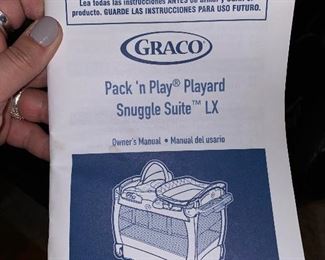 Lea todas las instrucciones ANTES de armar y USAR el
producto. GUARDE LAS INSTRUCCIONES PARA USO FUTURO.
GRACO
Pack 'n Play® Playard
Snuggle Suite™ LX
Owner's Manual • Manual del usario